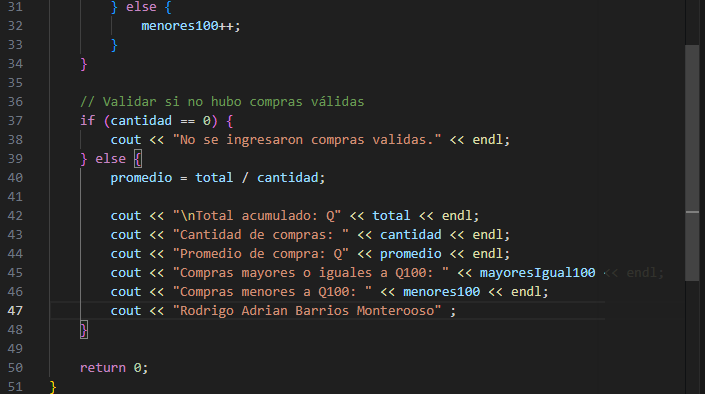 31 } else {
32 menores100++;
33 }
34 }
35
36 // Validar si no hubo compras válidas
37 if (cantidad == 0) {
38 cout << "No se ingresaron compras validas." << endl;
39 } else {
40 promedio = total / cantidad;
41
42 cout << "\nTotal acumulado: Q" << total << endl;
43 cout << "Cantidad de compras: " << cantidad << endl;
44 cout << "Promedio de compra: Q" << promedio << endl;
45 cout << "Compras mayores o iguales a Q100: " << mayoresIgual100 << endl;
46 cout << "Compras menores a Q100: " << menores100 << endl;
47 cout << "Rodrigo Adrian Barrios Monterooso" ;
48 }
49
50 return 0;
51 }